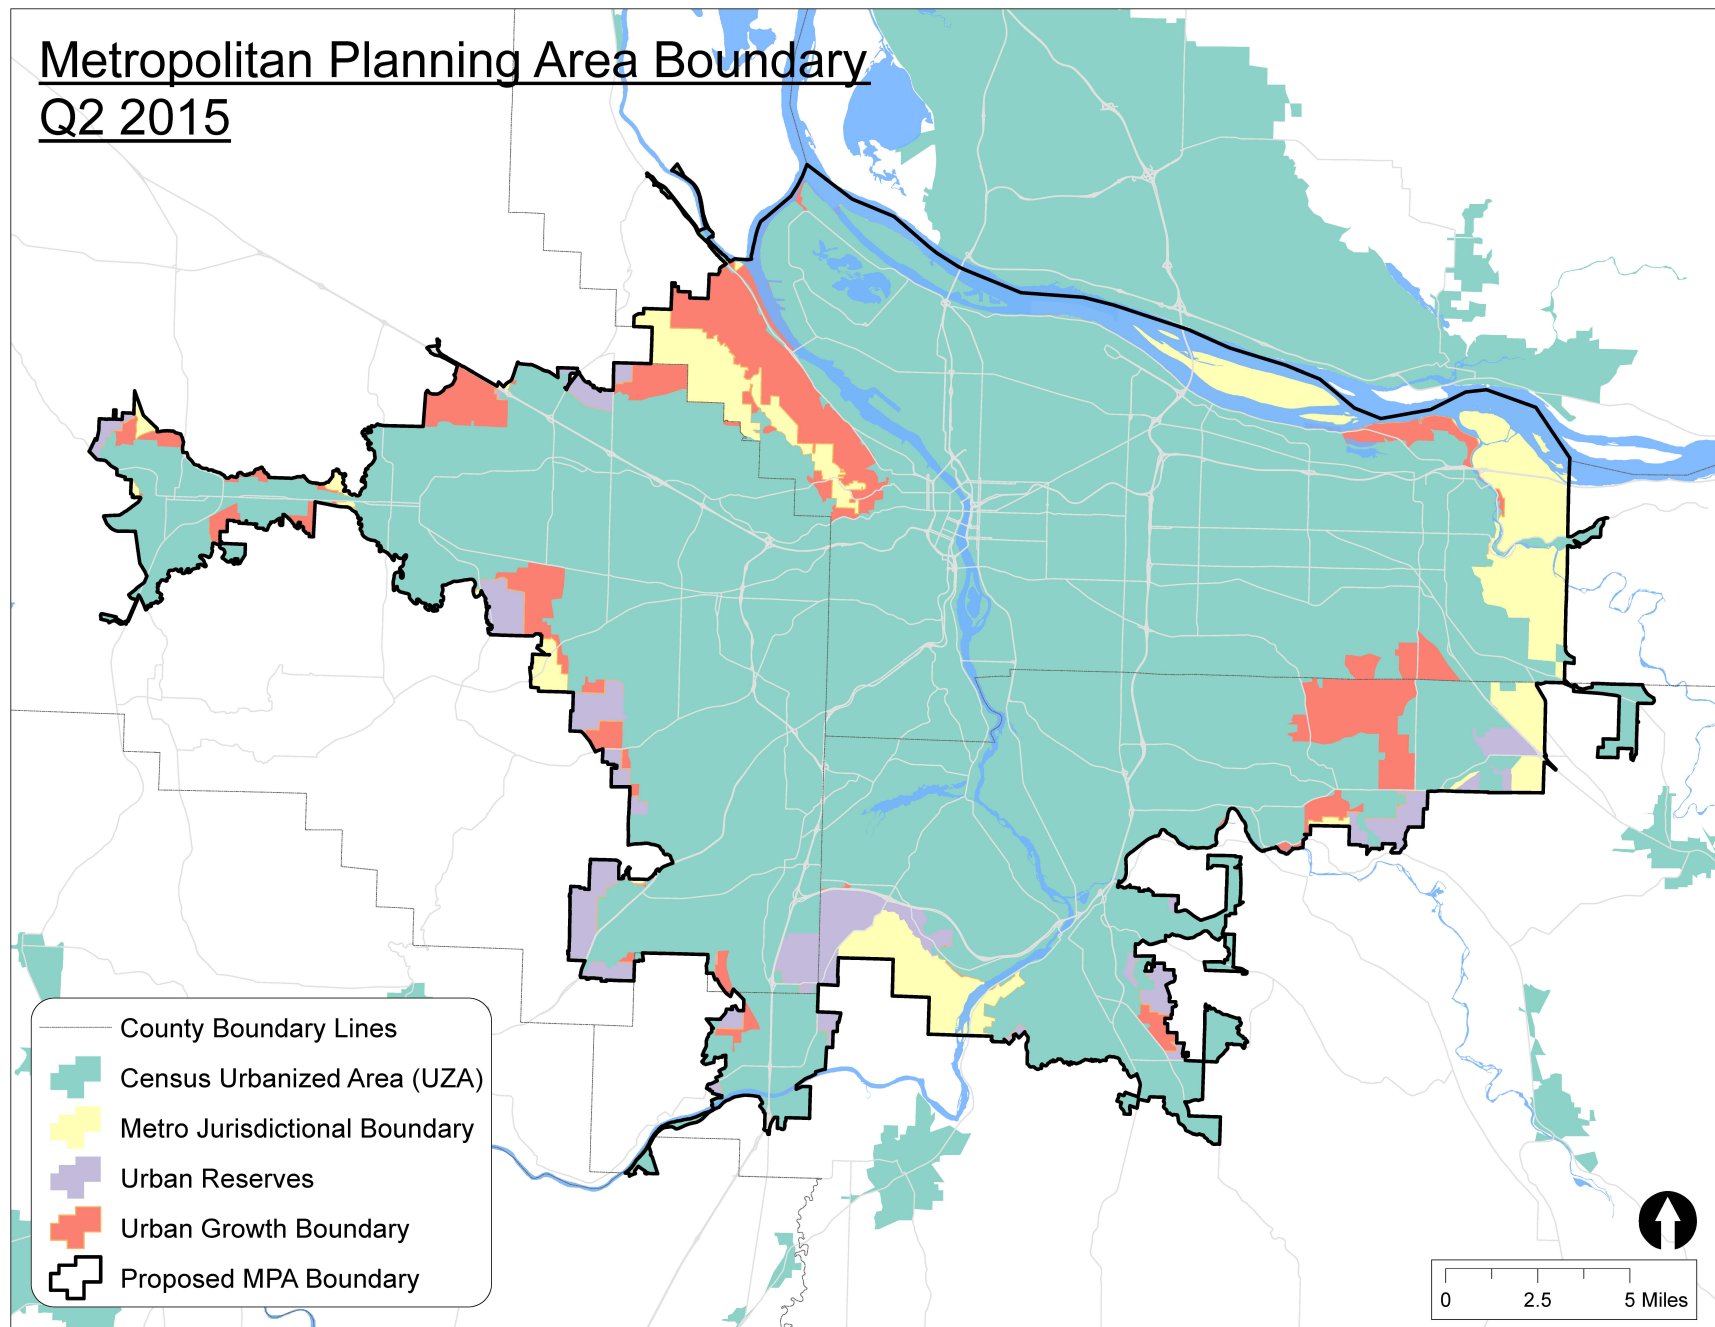 Metropolitan Planning Area Boundary
Q2 2015
County Boundary Lines
Census Urbanized Area (UZA)
Metro Jurisdictional Boundary
Urban Reserves
Urban Growth Boundary
Proposed MPA Boundary
0 2.5 5 Miles